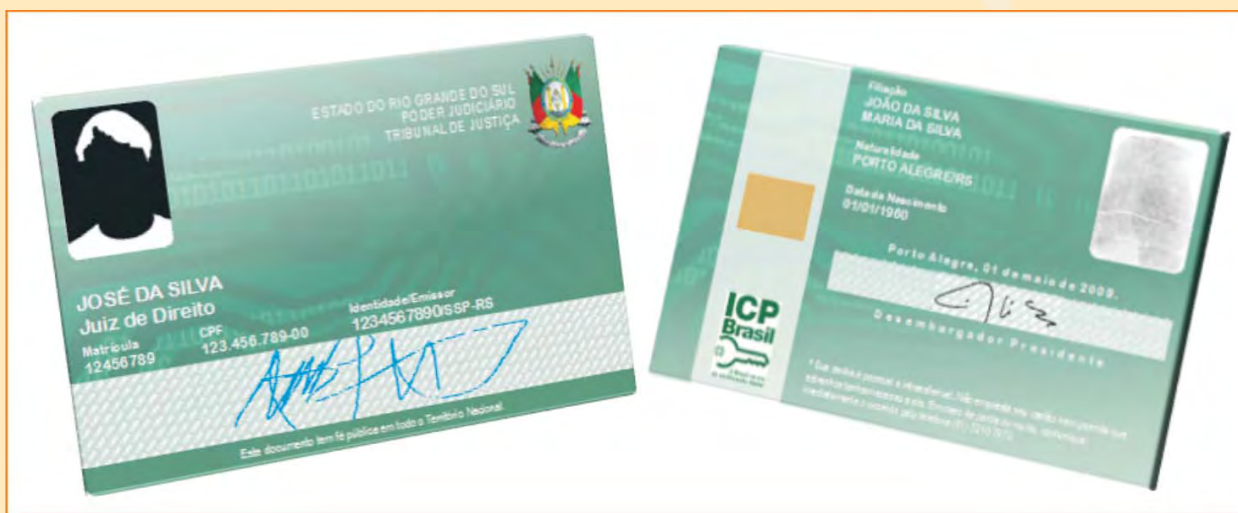 ESTADO DO RIO GRANDE DO SUL
PODER JUDICIÁRIO
TRIBUNAL DE JUSTIÇA
JOSÉ DA SILVA
Juiz de Direito
Matrícula CPF Identidade/Emissor
12456789 123.456.789-00 1234567890/SSP-RS
Este documento tem fé pública em todo o Território Nacional.
Filiação
JOÃO DA SILVA
MARIA DA SILVA
Naturalidade
PORTO ALEGRE/RS
Data de Nascimento
01/01/1960
Porto Alegre, 01 de maio de 2009.
Desembargador Presidente
ICP
Brasil